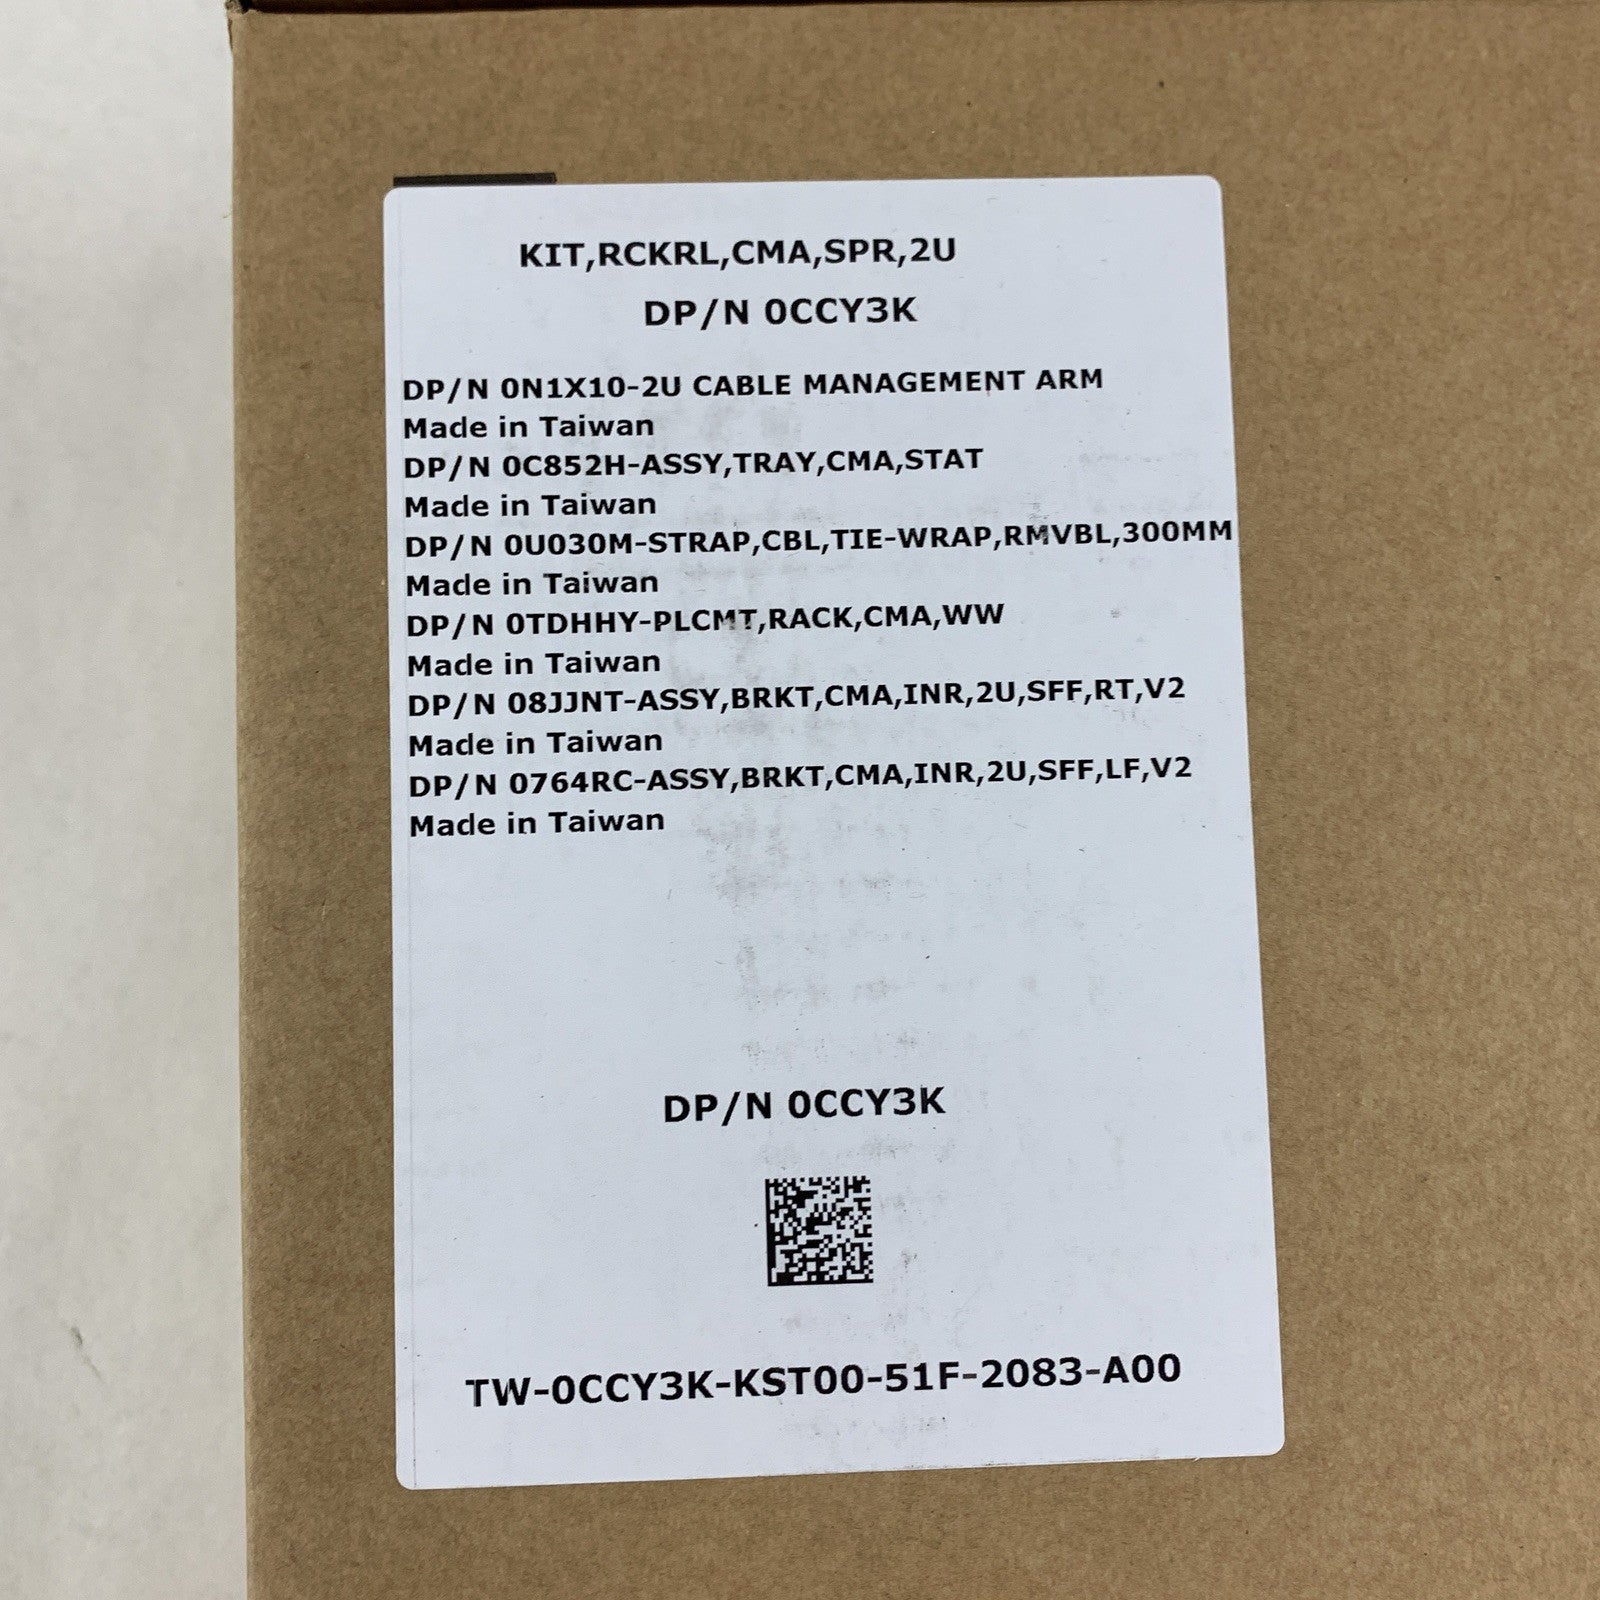 KIT,RCKRL,CMA,SPR,2U
DP/N 0CCY3K
DP/N 0N1X10-2U CABLE MANAGEMENT ARM
Made in Taiwan
DP/N 0C852H-ASSY,TRAY,CMA,STAT
Made in Taiwan
DP/N 0U030M-STRAP,CBL,TIE-WRAP,RMVBL,300MM
Made in Taiwan
DP/N 0TDHHY-PLCMT,RACK,CMA,WW
Made in Taiwan
DP/N 08JJNT-ASSY,BRKT,CMA,INR,2U,SFF,RT,V2
Made in Taiwan
DP/N 0764RC-ASSY,BRKT,CMA,INR,2U,SFF,LF,V2
Made in Taiwan
DP/N 0CCY3K
TW-0CCY3K-KST00-51F-2083-A00